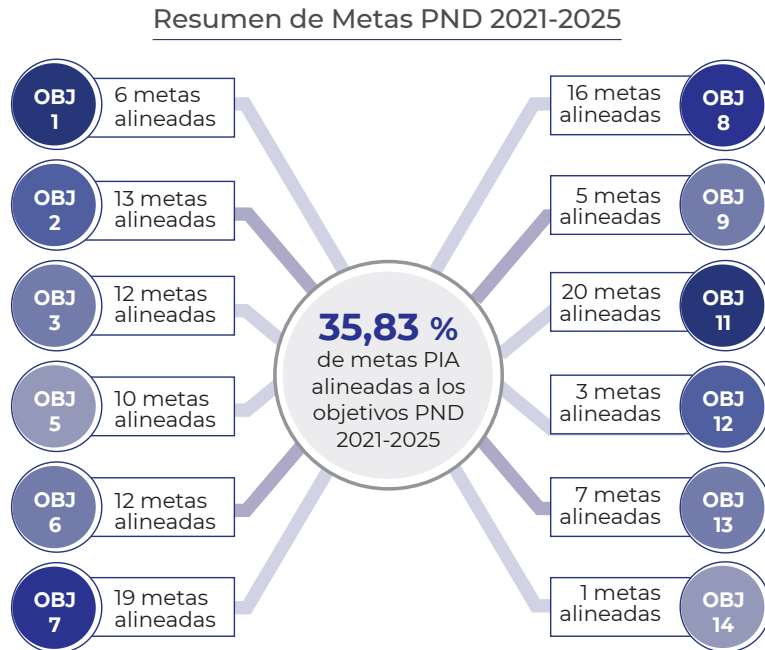 Resumen de Metas PND 2021-2025
OBJ
1
6 metas
alineadas
OBJ
2
13 metas
alineadas
OBJ
3
12 metas
alineadas
OBJ
5
10 metas
alineadas
OBJ
6
12 metas
alineadas
OBJ
7
19 metas
alineadas
35,83 %
de metas PIA
alineadas a los
objetivos PND
2021-2025
16 metas
alineadas
OBJ
8
5 metas
alineadas
OBJ
9
20 metas
alineadas
OBJ
11
3 metas
alineadas
OBJ
12
7 metas
alineadas
OBJ
13
1 metas
alineadas
OBJ
14